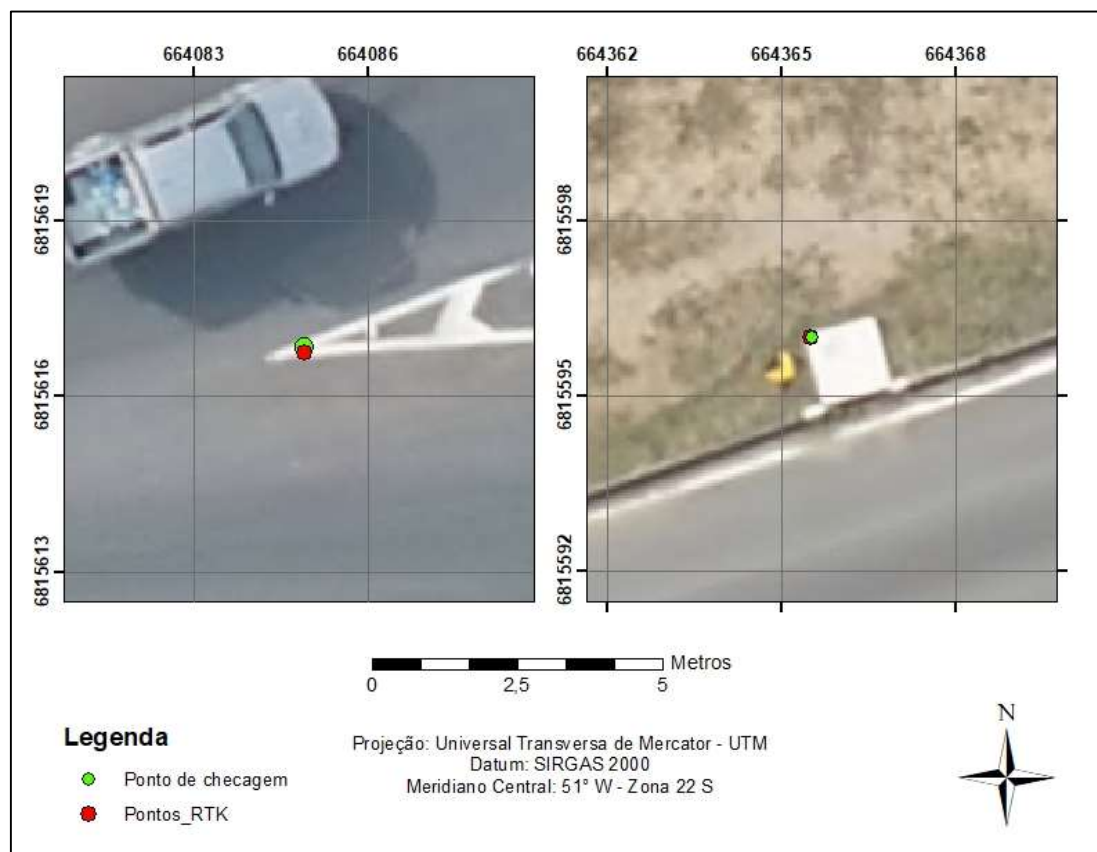 664083 664086 664362 664365 664368
6815619
6815616
6815613
6815598
6815595
6815592
Metros
0 2,5 5
N
Legenda
Ponto de checagem
Pontos_RTK
Projeção: Universal Transversa de Mercator - UTM
Datum: SIRGAS 2000
Meridiano Central: 51° W - Zona 22 S